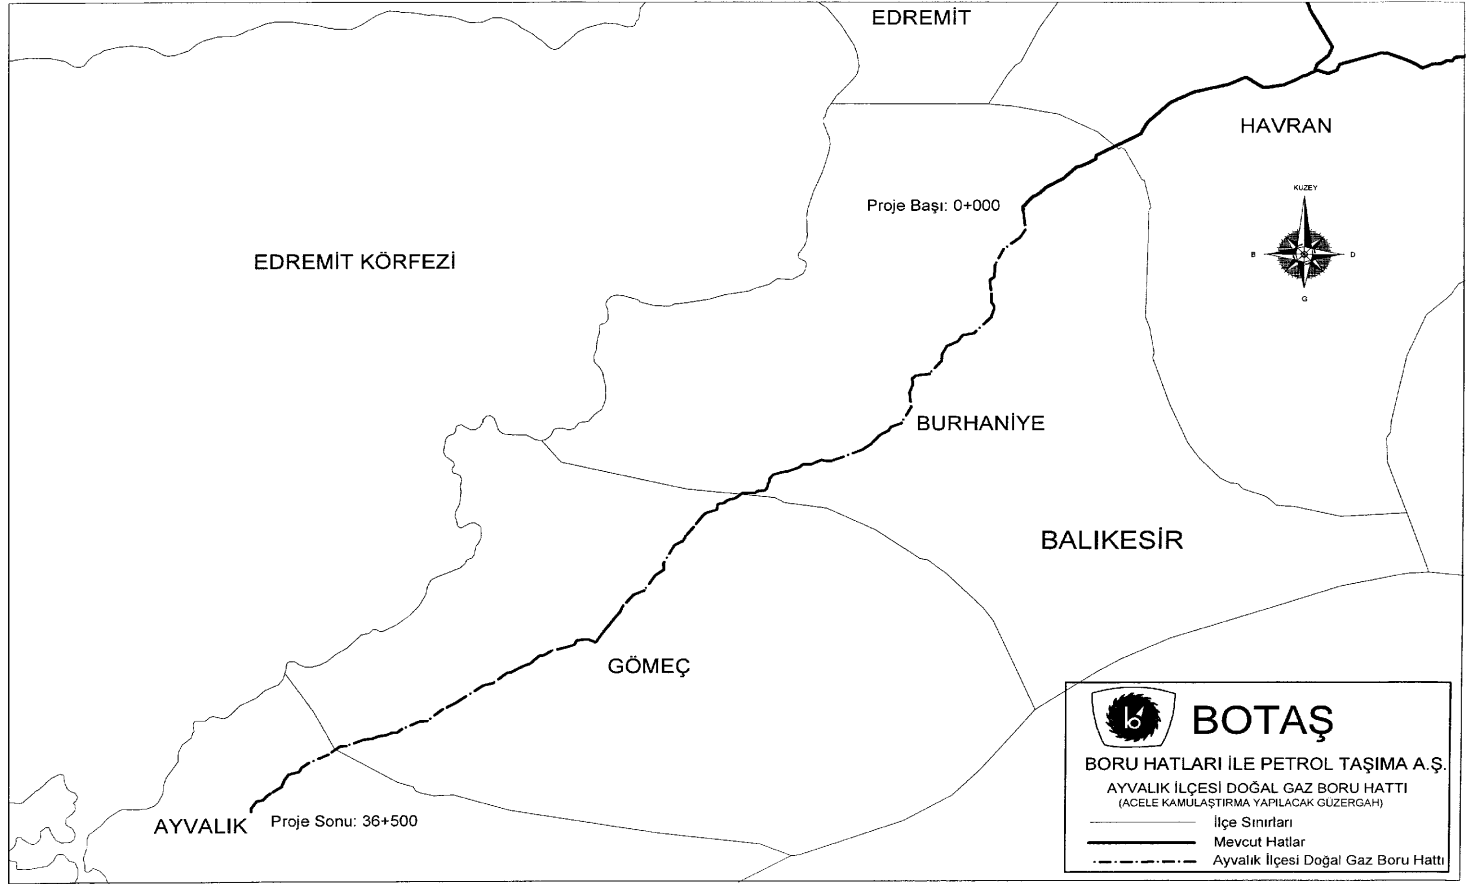 EDREMİT
HAVRAN
KUZEY
Proje Başı: 0+000
B
D
EDREMİT KÖRFEZİ
G
BURHANİYE
BALIKESİR
GÖMEÇ
b
BOTAŞ
BORU HATLARI İLE PETROL TAŞIMA A.Ş.
AYVALIK İLÇESİ DOĞAL GAZ BORU HATTI
(ACELE KAMULAŞTIRMA YAPILACAK GÜZERGAH)
İlçe Sınırları
Mevcut Hatlar
Ayvalık İlçesi Doğal Gaz Boru Hattı
AYVALIK
Proje Sonu: 36+500